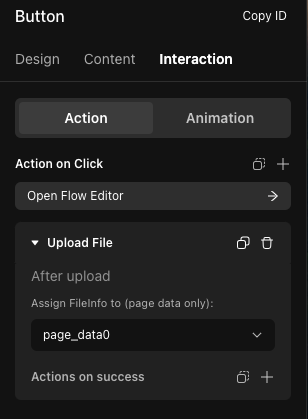 Button Copy ID
Design Content Interaction
Action Animation
Action on Click
Open Flow Editor
Upload File
After upload
Assign FileInfo to (page data only):
page_data0
Actions on success